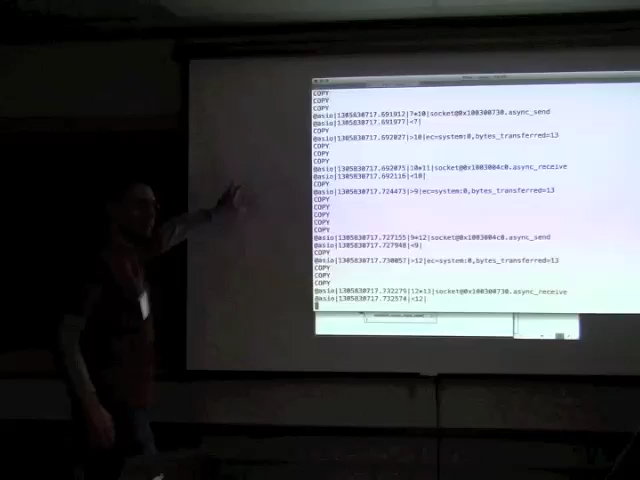 COPY
COPY
COPY
@asio|1305830717.691912|7*10|socket@0x100300730.async_send
@asio|1305830717.691977|<7|
COPY
@asio|1305830717.692027|>10|ec=system:0,bytes_transferred=13
COPY
COPY
COPY
@asio|1305830717.692075|10*11|socket@0x1003004c0.async_receive
@asio|1305830717.692116|<10|
COPY
@asio|1305830717.724473|>9|ec=system:0,bytes_transferred=13
COPY
COPY
COPY
COPY
COPY
@asio|1305830717.727155|9*12|socket@0x1003004c0.async_send
@asio|1305830717.727948|<9|
COPY
@asio|1305830717.730057|>12|ec=system:0,bytes_transferred=13
COPY
COPY
COPY
@asio|1305830717.732279|12*13|socket@0x100300730.async_receive
@asio|1305830717.732574|<12|